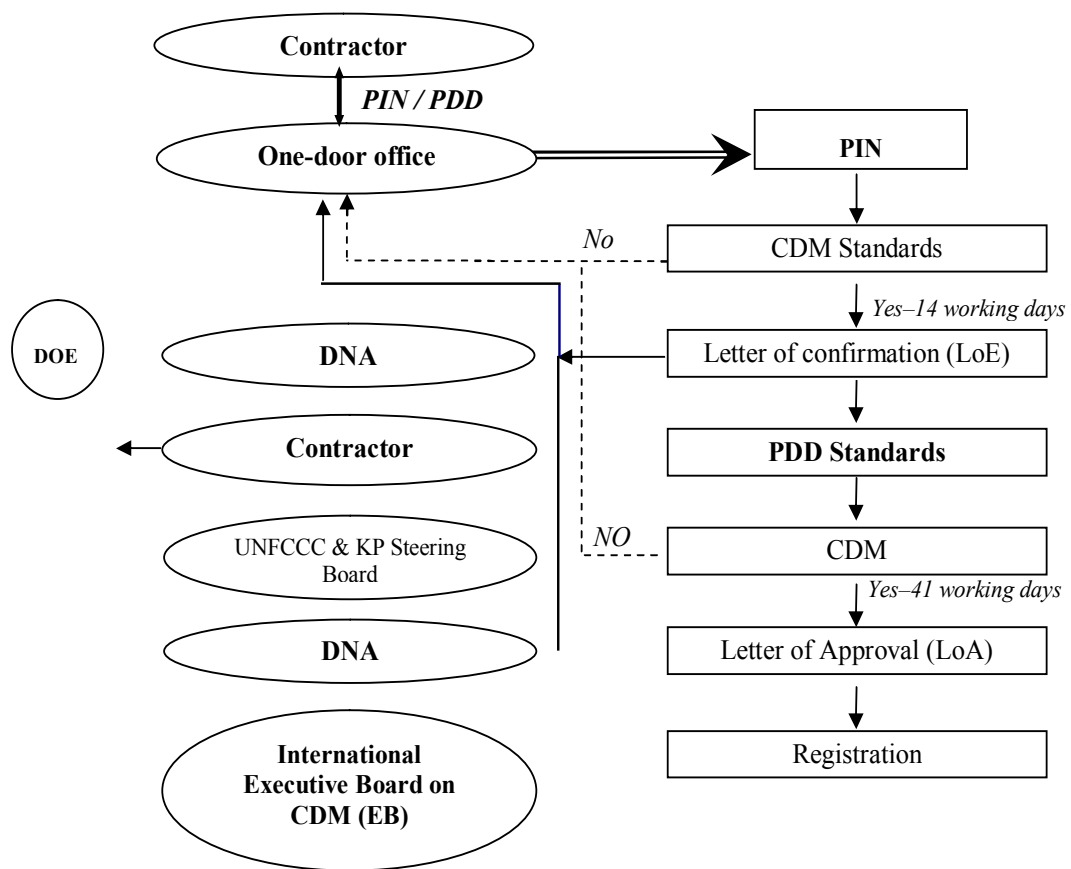 Contractor
PIN / PDD
One-door office
PIN
No
CDM Standards
Yes–14 working days
DOE
DNA
Letter of confirmation (LoE)
Contractor
PDD Standards
UNFCCC & KP Steering
Board
NO
CDM
Yes–41 working days
DNA
Letter of Approval (LoA)
International
Executive Board on
CDM (EB)
Registration